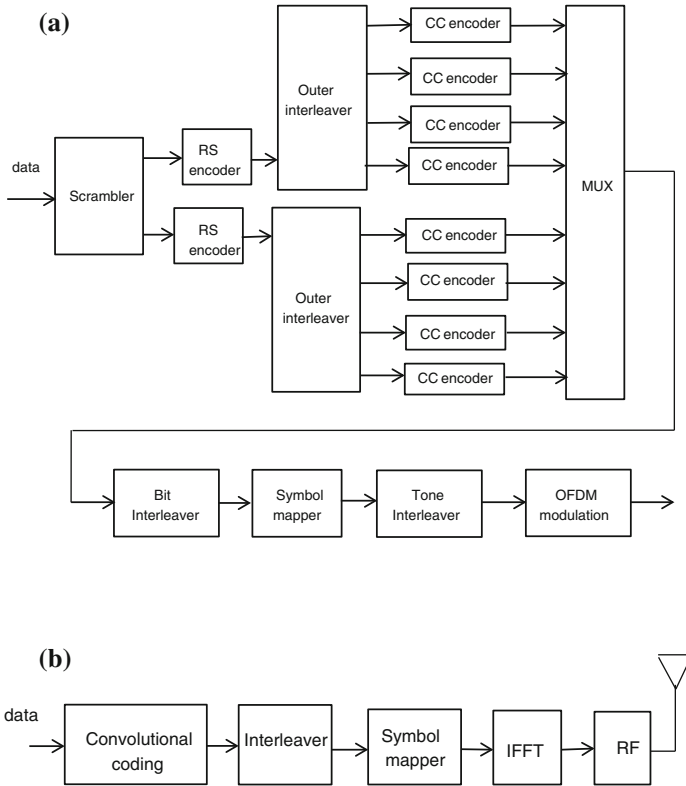 (a)
data
Scrambler
RS
encoder
RS
encoder
Outer
interleaver
Outer
interleaver
CC encoder
CC encoder
CC encoder
CC encoder
CC encoder
CC encoder
CC encoder
CC encoder
MUX
Bit
Interleaver
Symbol
mapper
Tone
Interleaver
OFDM
modulation
(b)
data
Convolutional
coding
Interleaver
Symbol
mapper
IFFT
RF